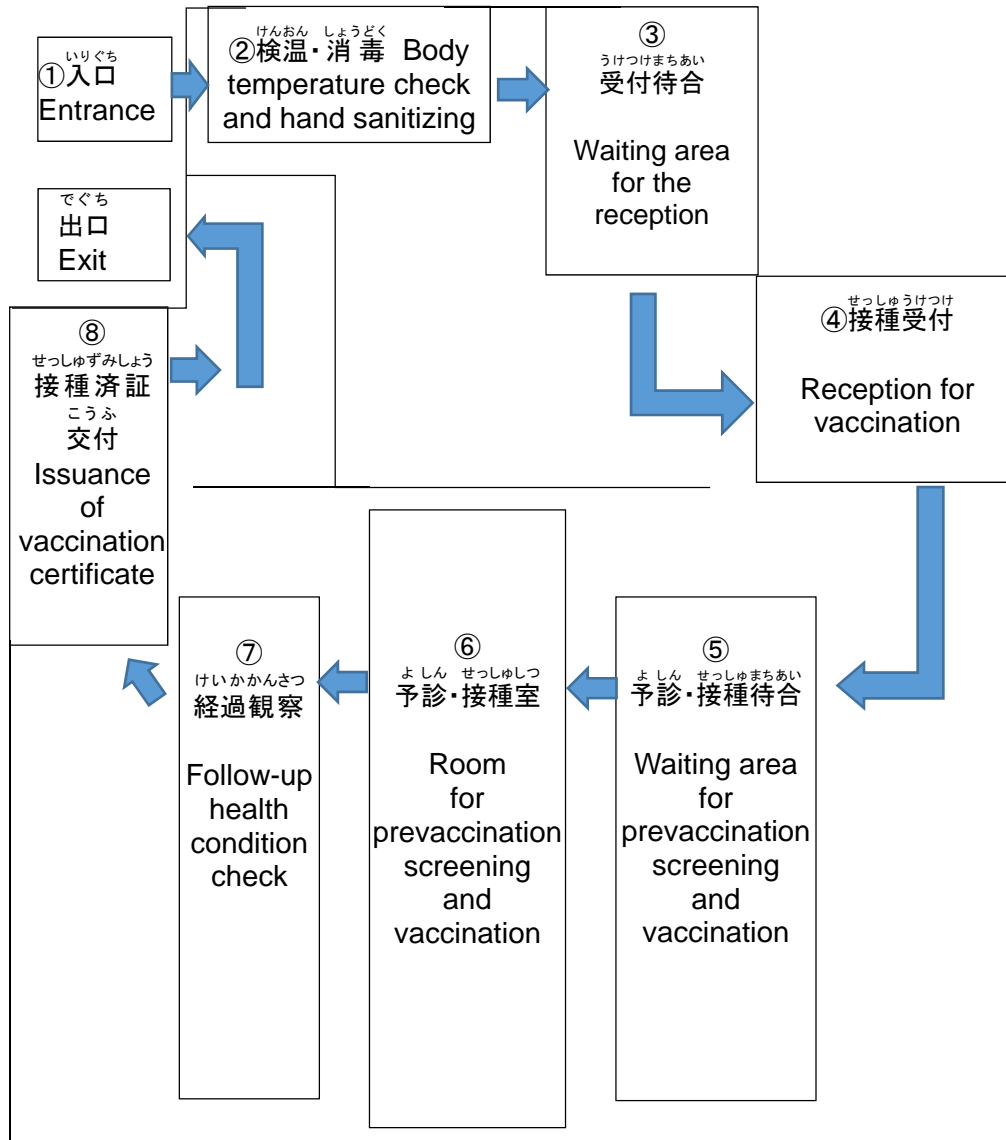 いりぐち
①入口
Entrance
けんおん しょうどく
②検温・消毒 Body
temperature check
and hand sanitizing
③
うけつけまちあい
受付待合
Waiting area
for the
reception
せっしゅうけつけ
④接種受付
Reception for
vaccination
よしん せっしゅまちあい
⑤
予診・接種待合
Waiting area
for
prevaccination
screening
and
vaccination
⑥
よしん せっしゅしつ
予診・接種室
Room
for
prevaccination
screening
and
vaccination
⑦
けいかかんさつ
経過観察
Follow-up
health
condition
check
⑧
せっしゅずみしょう
接種済証
こうふ
交付
Issuance
of
vaccination
certificate
でぐち
出口
Exit